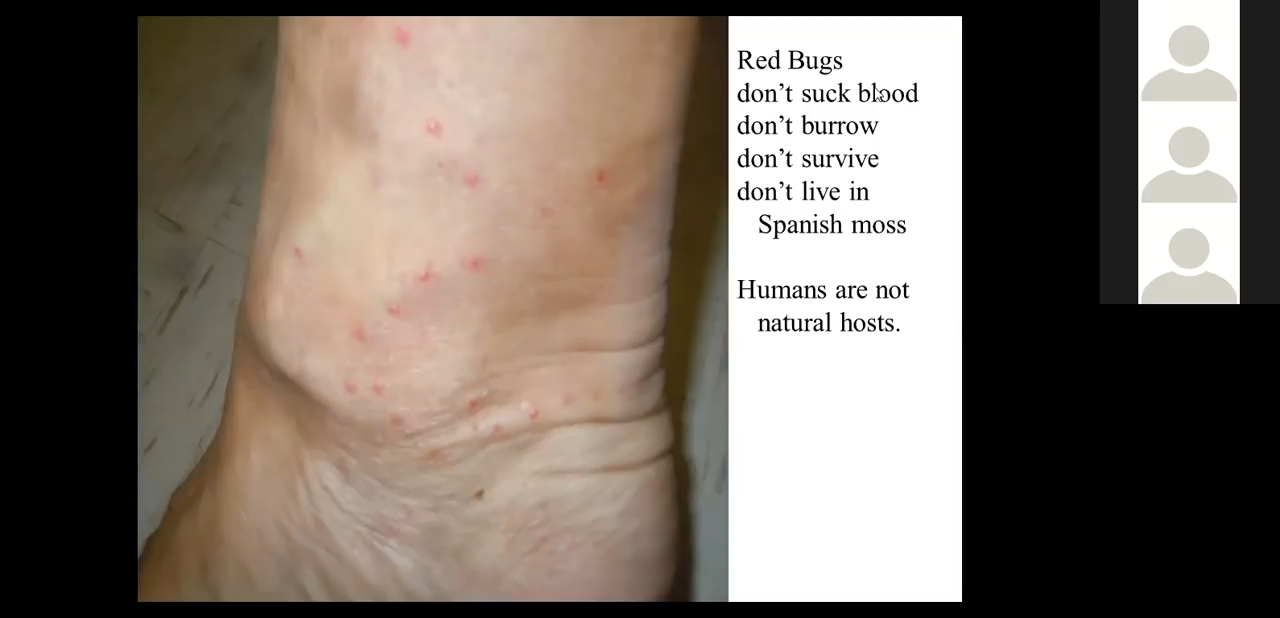 Red Bugs
don’t suck blood
don’t burrow
don’t survive
don’t live in
Spanish moss
Humans are not
natural hosts.